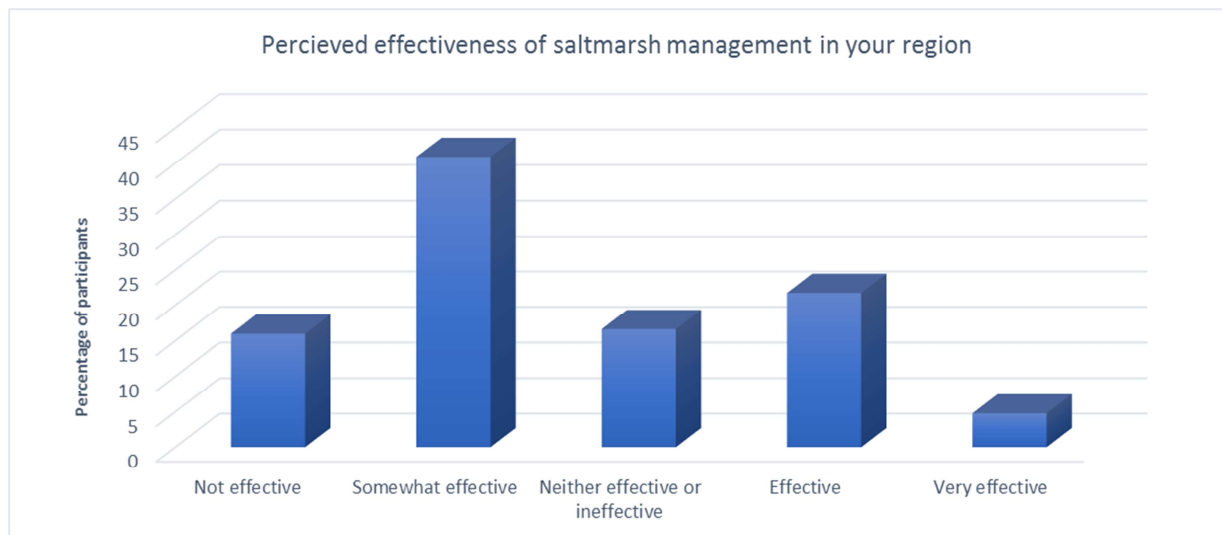 Percieved effectiveness of saltmarsh management in your region
Percentage of participants
45
40
35
30
25
20
15
10
5
0
Not effective
Somewhat effective
Neither effective or
ineffective
Effective
Very effective